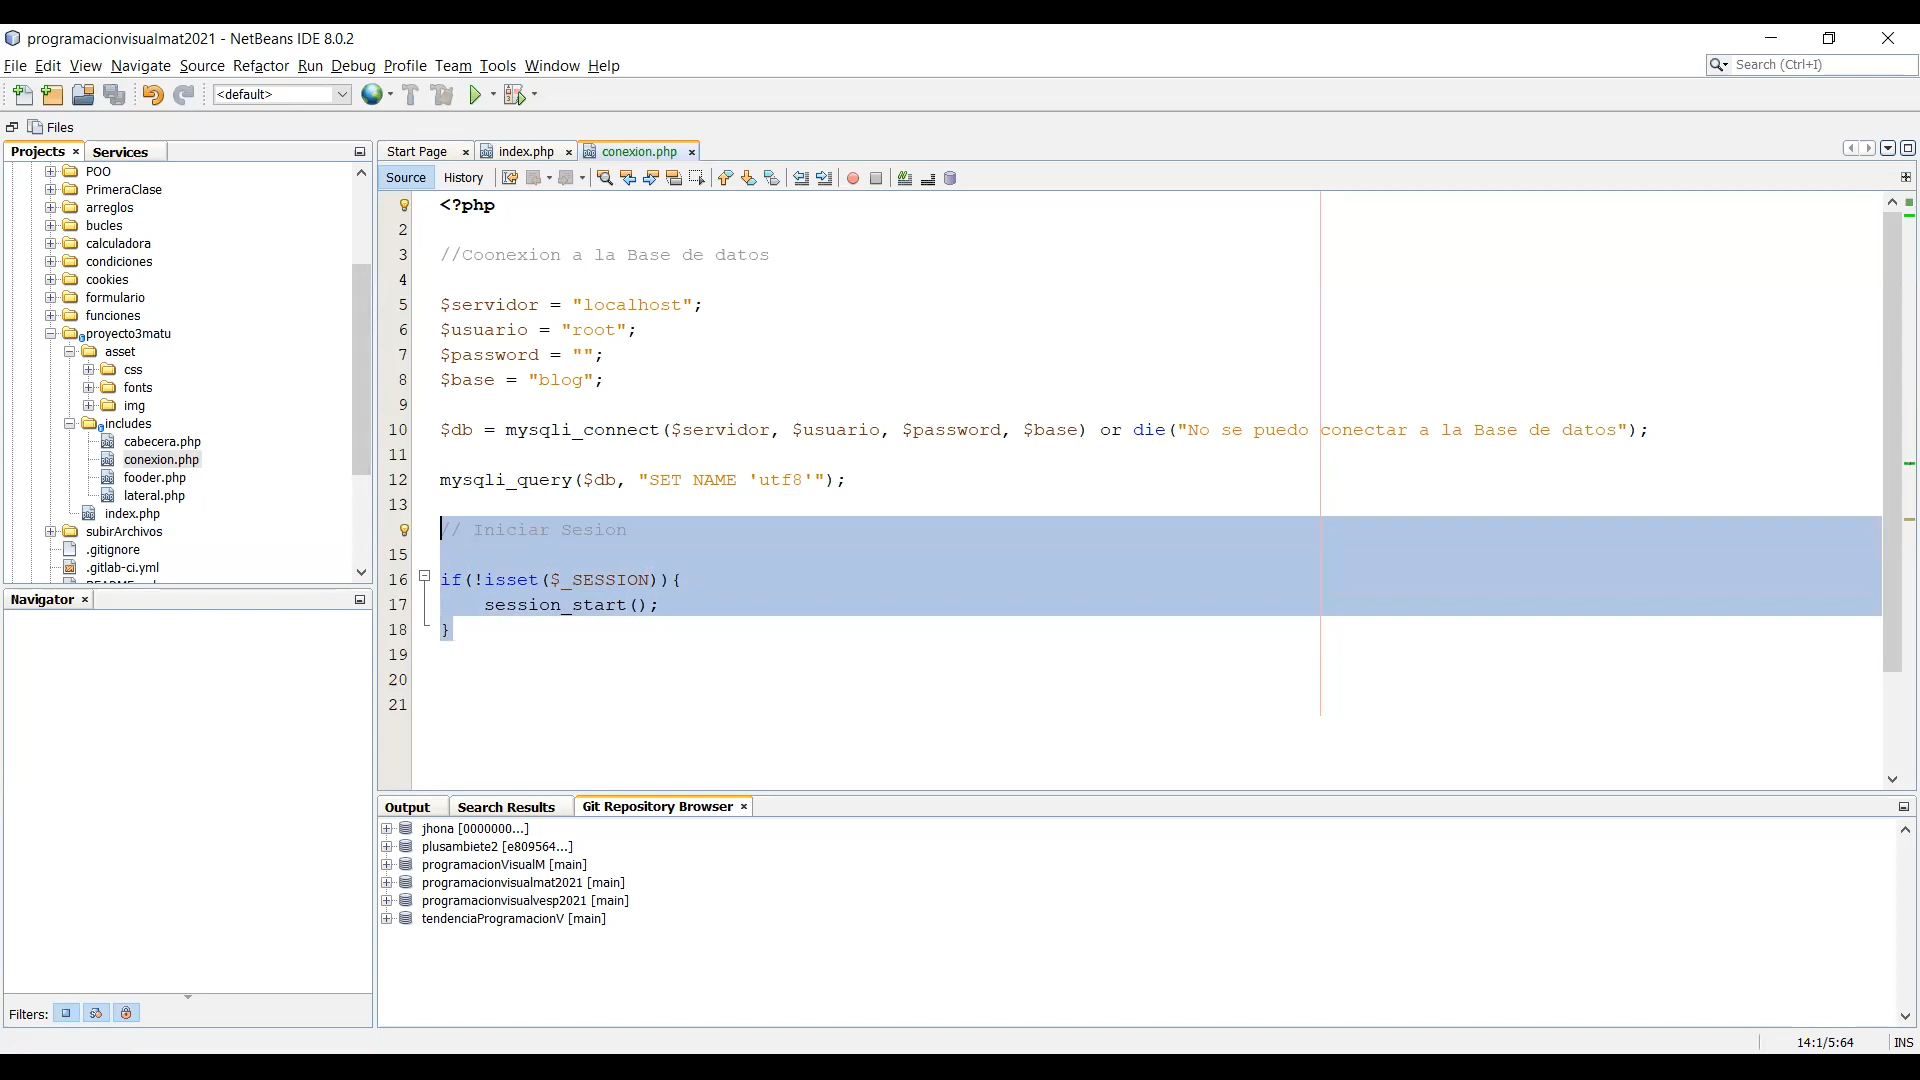 programacionvisualmat2021 - NetBeans IDE 8.0.2
File Edit View Navigate Source Refactor Run Debug Profile Team Tools Window Help
Search (Ctrl+I)
<default>
Files
Projects × Services
Start Page × index.php × conexion.php ×
Source History
POO
PrimeraClase
arreglos
bucles
calculadora
condiciones
cookies
formulario
funciones
proyecto3matu
asset
css
fonts
img
includes
cabecera.php
conexion.php
fooder.php
lateral.php
index.php
subirArchivos
.gitignore
.gitlab-ci.yml
Navigator ×
Filters:
<?php
2
3 //Coonexion a la Base de datos
4
5 $servidor = "localhost";
6 $usuario = "root";
7 $password = "";
8 $base = "blog";
9
10 $db = mysqli_connect($servidor, $usuario, $password, $base) or die("No se puedo conectar a la Base de datos");
11
12 mysqli_query($db, "SET NAME 'utf8'");
13
// Iniciar Sesion
15
16 if(!isset($_SESSION)){
17 session_start();
18 }
19
20
21
Output Search Results Git Repository Browser ×
jhona [0000000...]
plusambiete2 [e809564...]
programacionVisualM [main]
programacionvisualmat2021 [main]
programacionvisualvesp2021 [main]
tendenciaProgramacionV [main]
14:1/5:64 INS